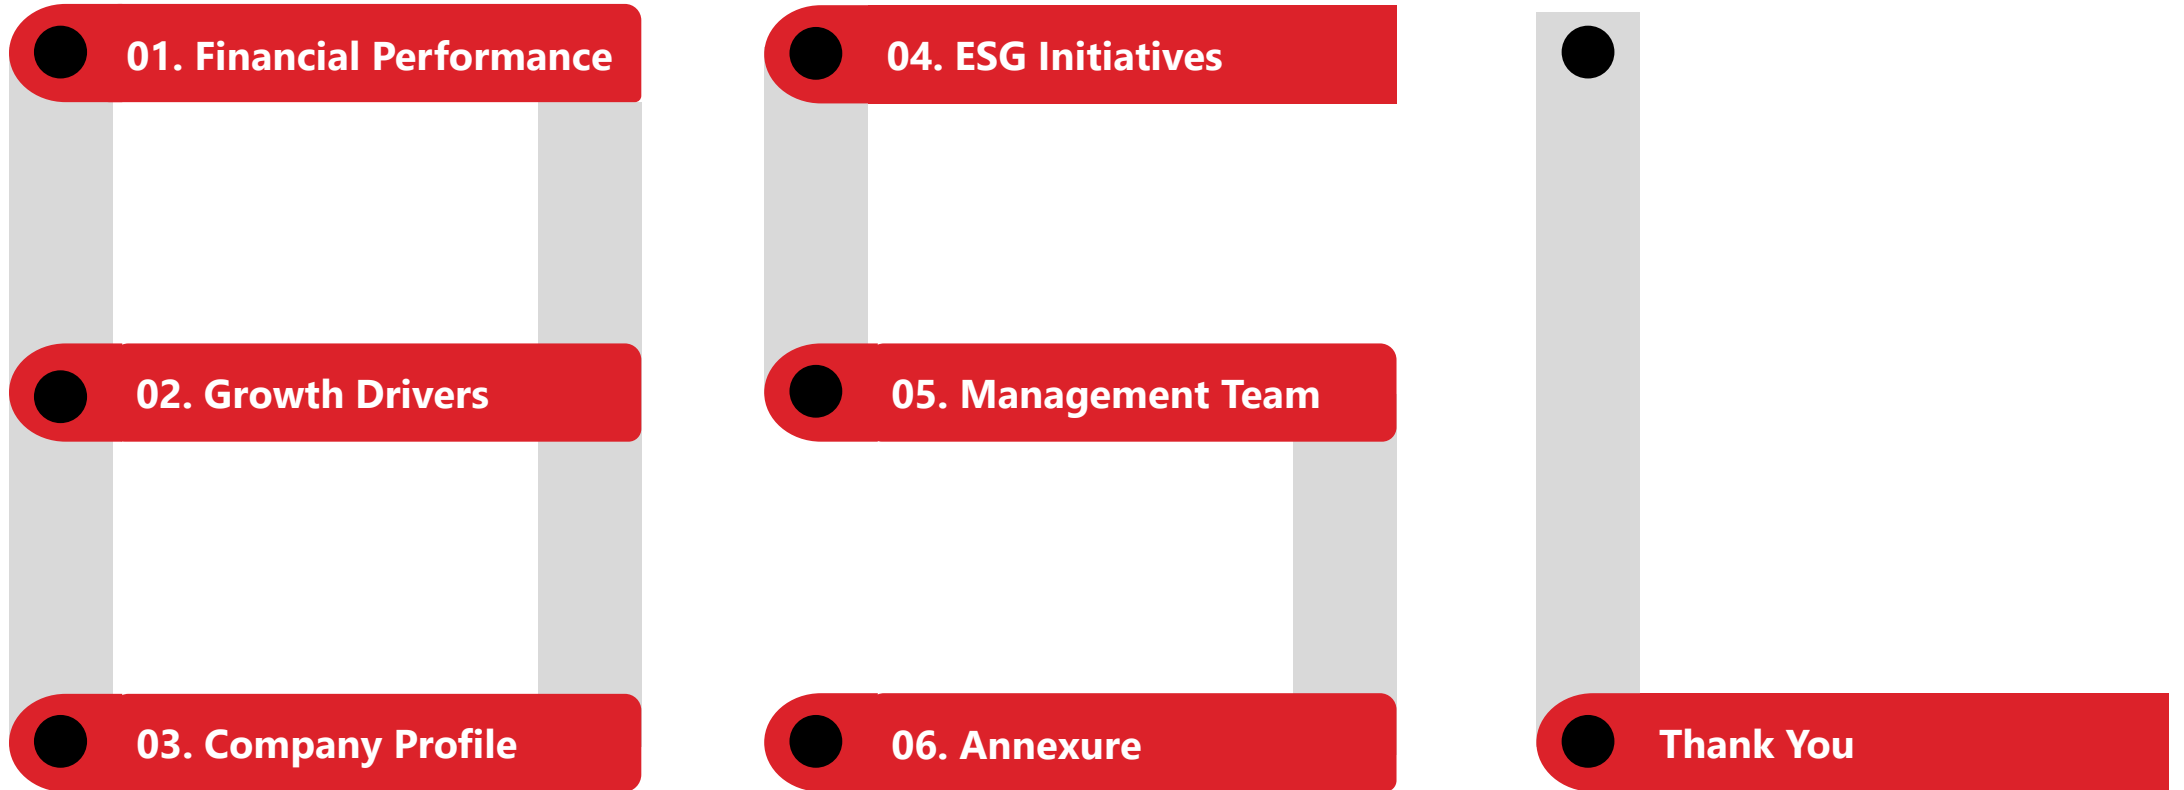 01. Financial Performance
02. Growth Drivers
03. Company Profile
04. ESG Initiatives
05. Management Team
06. Annexure
Thank You